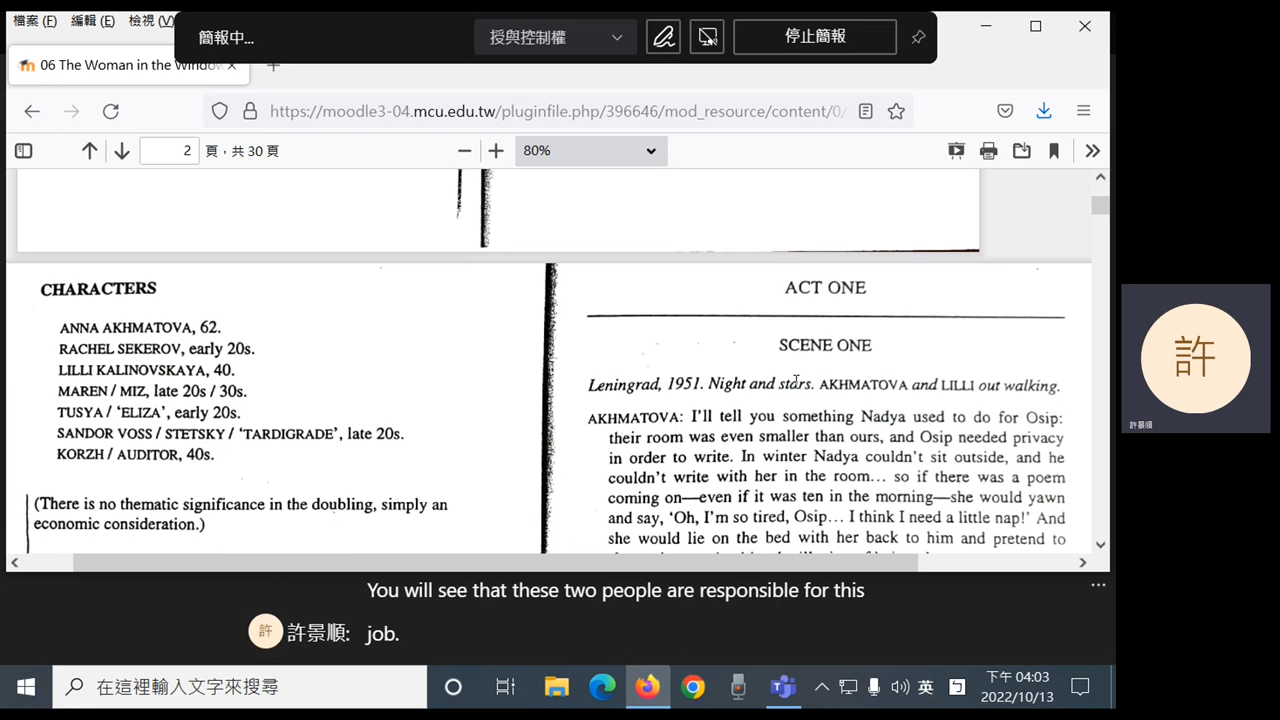 檔案 (F) 編輯 (E) 檢視 (V)
簡報中...
授與控制權
停止簡報
06 The Woman in the Window
https://moodle3-04.mcu.edu.tw/pluginfile.php/396646/mod_resource/content/0/
2 頁，共 30 頁
80%
CHARACTERS
ANNA AKHMATOVA, 62.
RACHEL SEKEROV, early 20s.
LILLI KALINOVSKAYA, 40.
MAREN / MIZ, late 20s / 30s.
TUSYA / 'ELIZA', early 20s.
SANDOR VOSS / STETSKY / 'TARDIGRADE', late 20s.
KORZH / AUDITOR, 40s.
(There is no thematic significance in the doubling, simply an
economic consideration.)
ACT ONE
SCENE ONE
Leningrad, 1951. Night and stars. AKHMATOVA and LILLI out walking.
AKHMATOVA: I'll tell you something Nadya used to do for Osip:
their room was even smaller than ours, and Osip needed privacy
in order to write. In winter Nadya couldn't sit outside, and he
couldn't write with her in the room... so if there was a poem
coming on—even if it was ten in the morning—she would yawn
and say, 'Oh, I'm so tired, Osip... I think I need a little nap!' And
she would lie on the bed with her back to him and pretend to
許
許景順
You will see that these two people are responsible for this
許 許景順: job.
在這裡輸入文字來搜尋
英
下午 04:03
2022/10/13